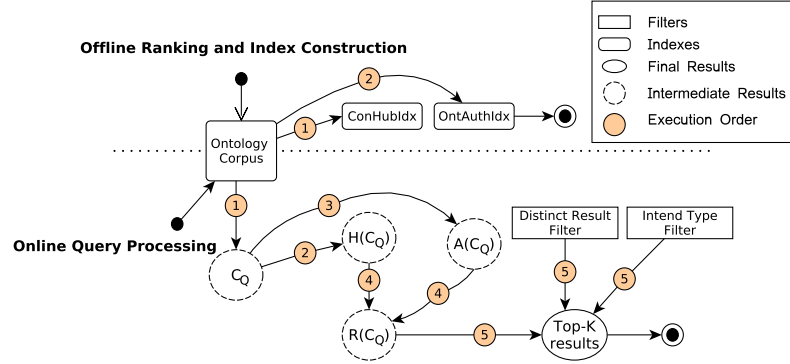 Offline Ranking and Index Construction
Filters
Indexes
Final Results
Intermediate Results
Execution Order
2
1
ConHubIdx
OntAuthIdx
Ontology
Corpus
1
3
Online Query Processing
2
H(CQ)
A(CQ)
Distinct Result
Filter
Intend Type
Filter
CQ
4
4
5
5
R(CQ)
5
Top-K
results